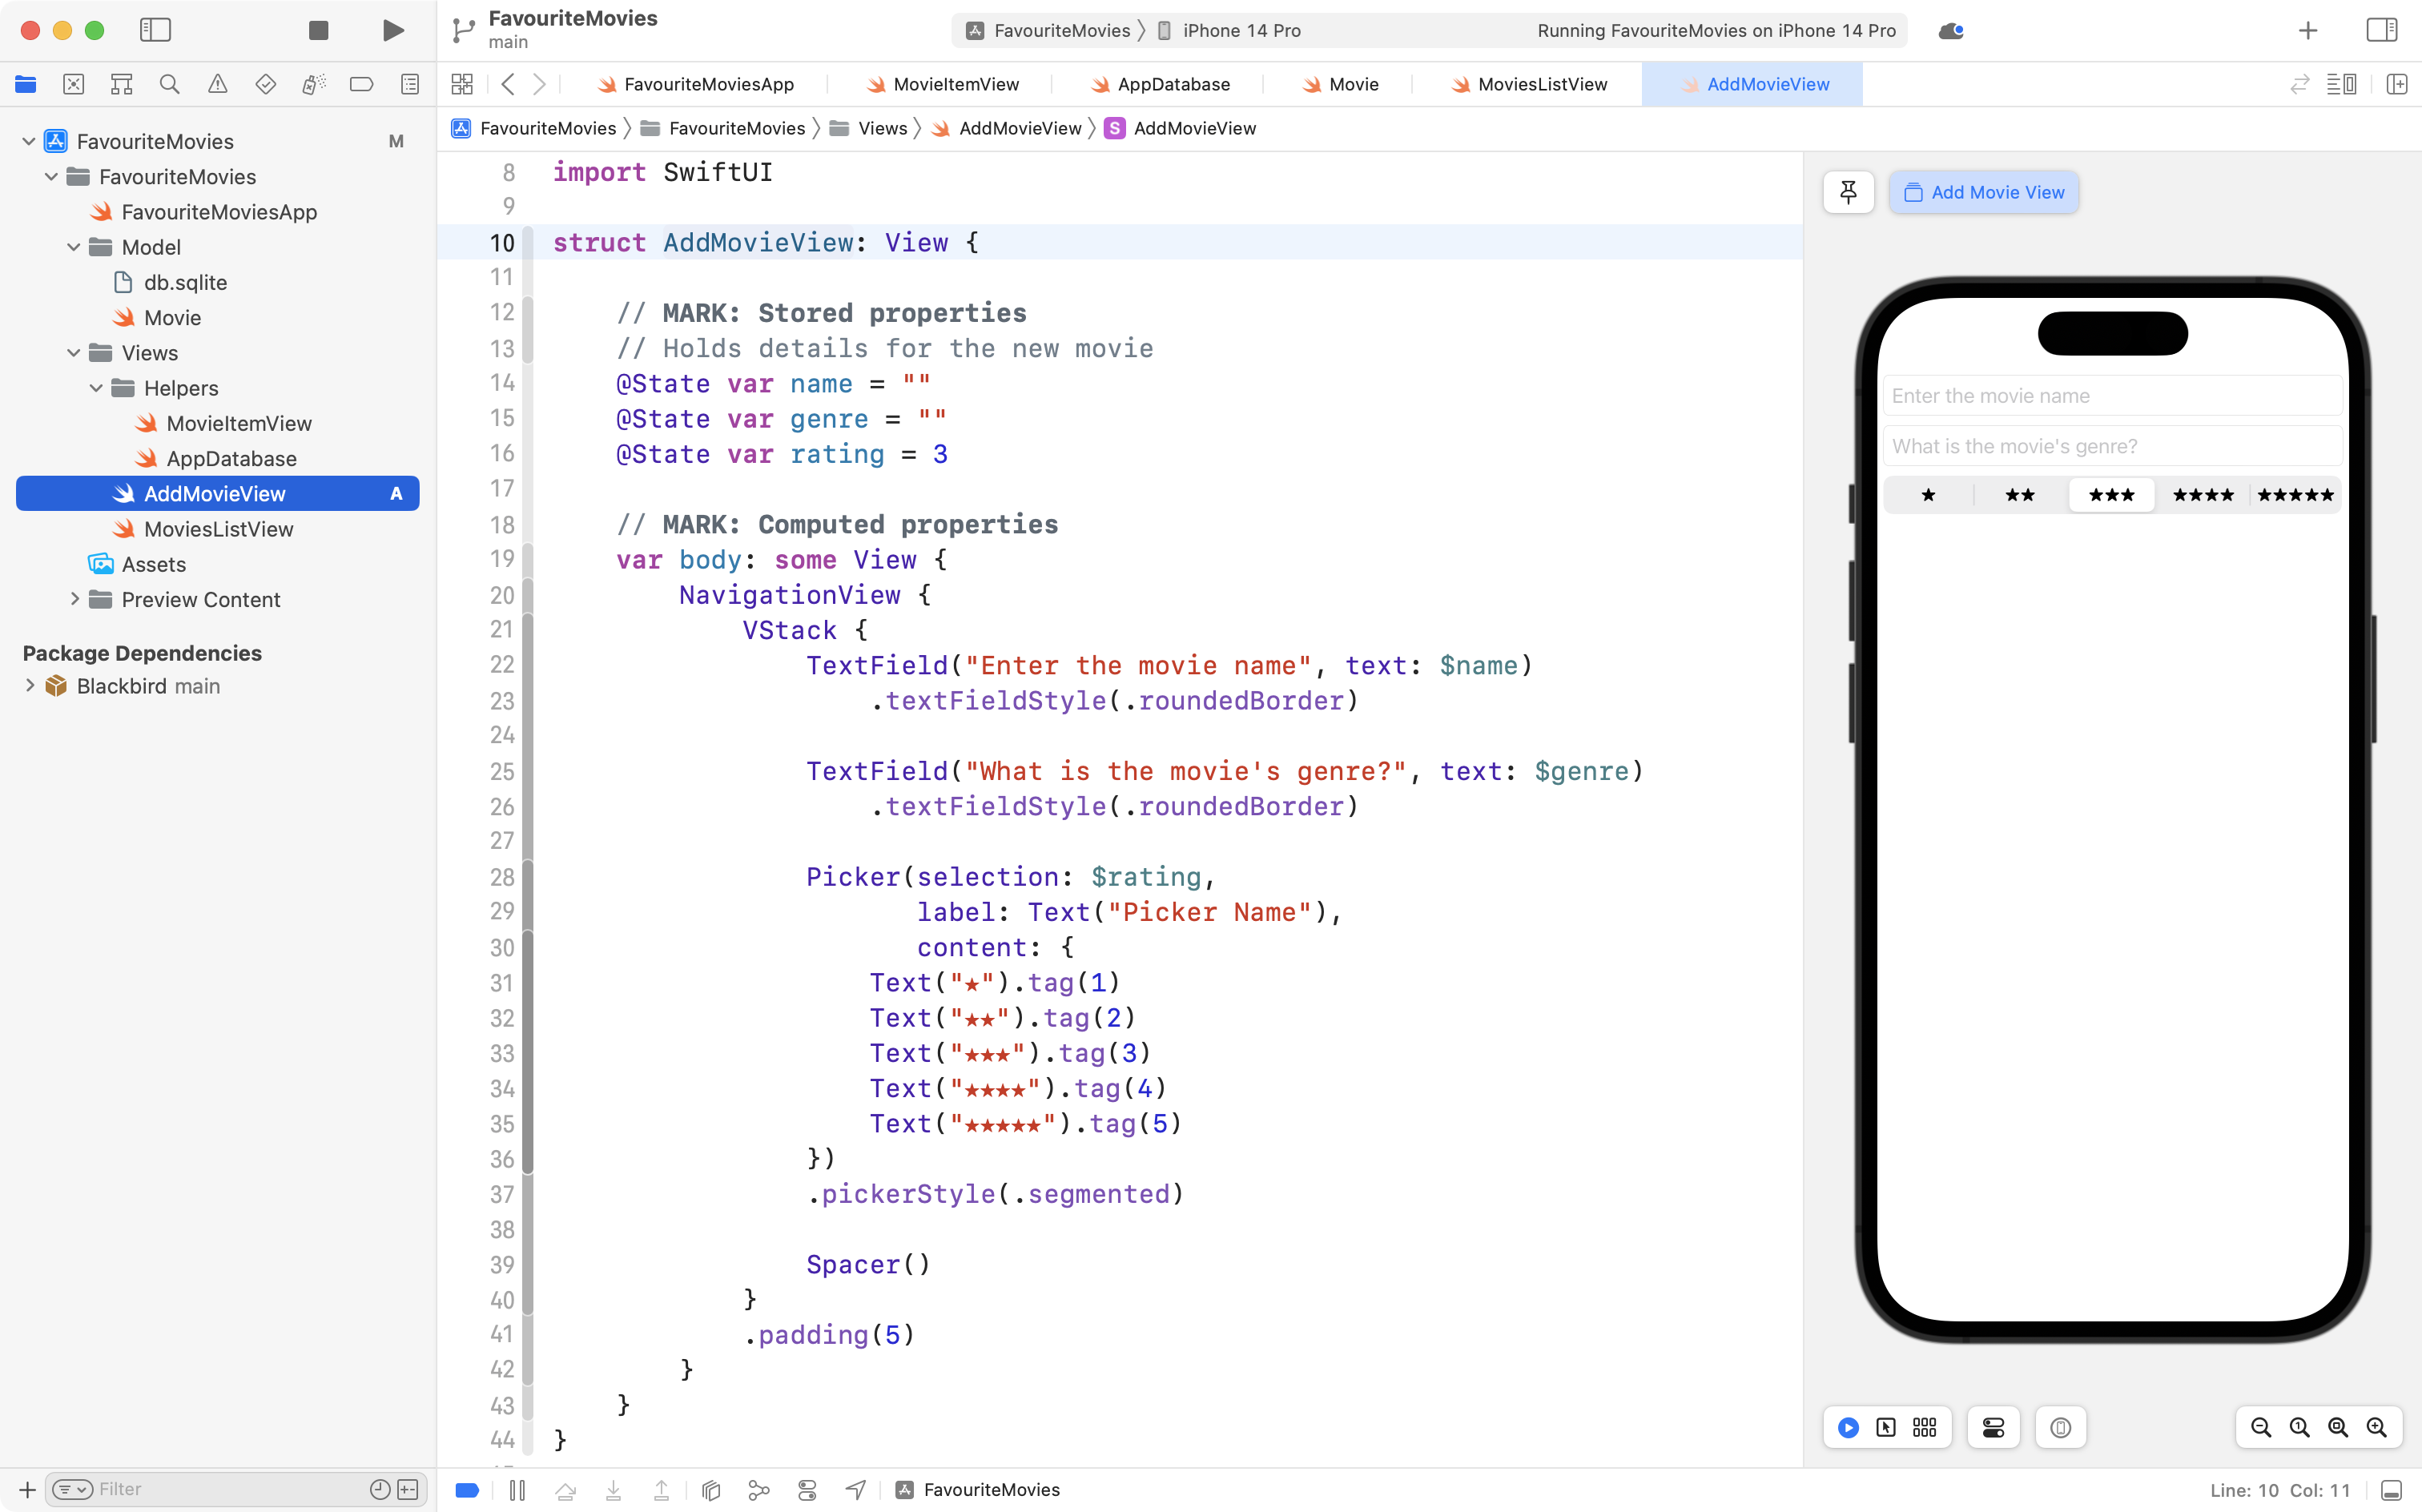 FavouriteMovies
main
FavouriteMovies
iPhone 14 Pro
Running FavouriteMovies on iPhone 14 Pro
FavouriteMoviesApp
MovieItemView
AppDatabase
Movie
MoviesListView
AddMovieView
FavouriteMovies
FavouriteMovies
Views
AddMovieView
S AddMovieView
FavouriteMovies M
FavouriteMovies
FavouriteMoviesApp
Model
db.sqlite
Movie
Views
Helpers
MovieItemView
AppDatabase
AddMovieView A
MoviesListView
Assets
Preview Content
Package Dependencies
Blackbird main
Filter
8 import SwiftUI
9
10 struct AddMovieView: View {
11
12 // MARK: Stored properties
13 // Holds details for the new movie
14 @State var name = ""
15 @State var genre = ""
16 @State var rating = 3
17
18 // MARK: Computed properties
19 var body: some View {
20 NavigationView {
21 VStack {
22 TextField("Enter the movie name", text: $name)
23 .textFieldStyle(.roundedBorder)
24
25 TextField("What is the movie's genre?", text: $genre)
26 .textFieldStyle(.roundedBorder)
27
28 Picker(selection: $rating,
29 label: Text("Picker Name"),
30 content: {
31 Text("★").tag(1)
32 Text("★★").tag(2)
33 Text("★★★").tag(3)
34 Text("★★★★").tag(4)
35 Text("★★★★★").tag(5)
36 })
37 .pickerStyle(.segmented)
38
39 Spacer()
40 }
41 .padding(5)
42 }
43 }
44 }
Add Movie View
Enter the movie name
What is the movie's genre?
★ ★★ ★★★ ★★★★ ★★★★★
FavouriteMovies
Line: 10 Col: 11